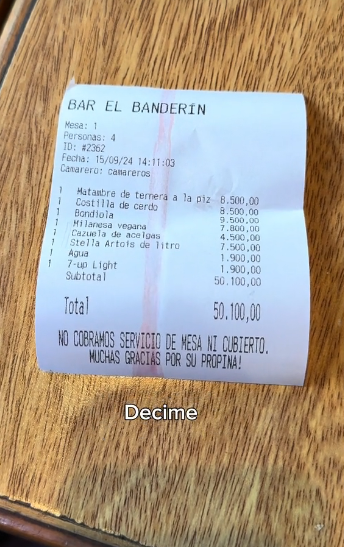 BAR EL BANDERÍN
Mesa: 1
Personas: 4
ID: #2362
Fecha: 15/09/24 14:11:03
Camarero: camareros
1 Matambre de ternera a la piz 8.500,00
1 Costilla de cerdo 8.500,00
1 Bondiola 9.500,00
1 Milanesa vegana 7.800,00
1 Cazuela de acelgas 4.500,00
1 Stella Artois de litro 7.500,00
1 Agua 1.900,00
1 7-up Light 1.900,00
Subtotal 50.100,00
Total 50.100,00
NO COBRAMOS SERVICIO DE MESA NI CUBIERTO.
MUCHAS GRACIAS POR SU PROPINA!
Decime